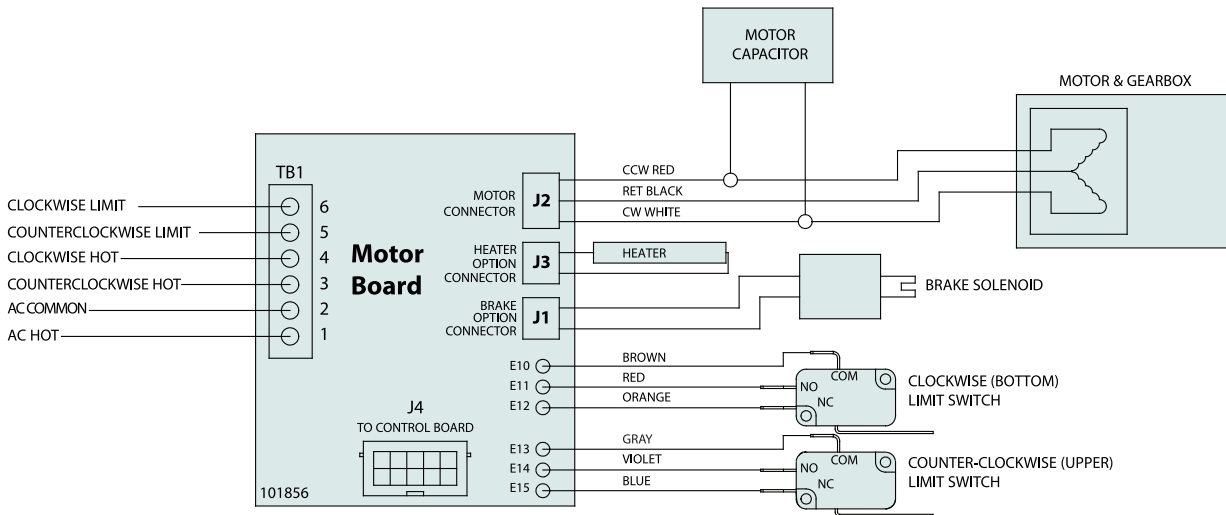 MOTOR
CAPACITOR
MOTOR & GEARBOX
TB1
CLOCKWISE LIMIT
6
COUNTERCLOCKWISE LIMIT
5
CLOCKWISE HOT
4
COUNTERCLOCKWISE HOT
3
AC COMMON
2
AC HOT
1
Motor
Board
MOTOR
CONNECTOR
J2
CCW RED
RET BLACK
CW WHITE
HEATER
OPTION
CONNECTOR
J3
HEATER
BRAKE
OPTION
CONNECTOR
J1
BRAKE SOLENOID
E10
BROWN
E11
RED
E12
ORANGE
COM
NO
NC
CLOCKWISE (BOTTOM)
LIMIT SWITCH
J4
TO CONTROL BOARD
E13
GRAY
E14
VIOLET
E15
BLUE
COM
NO
NC
COUNTER-CLOCKWISE (UPPER)
LIMIT SWITCH
101856